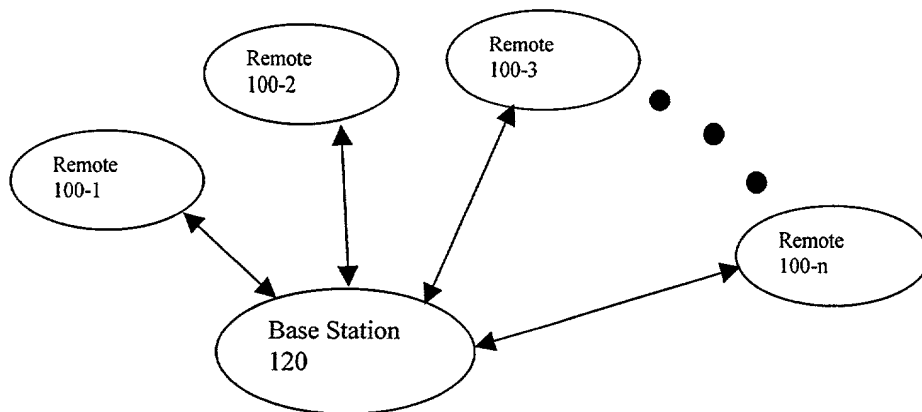 Remote
100-1
Remote
100-2
Remote
100-3
Remote
100-n
Base Station
120